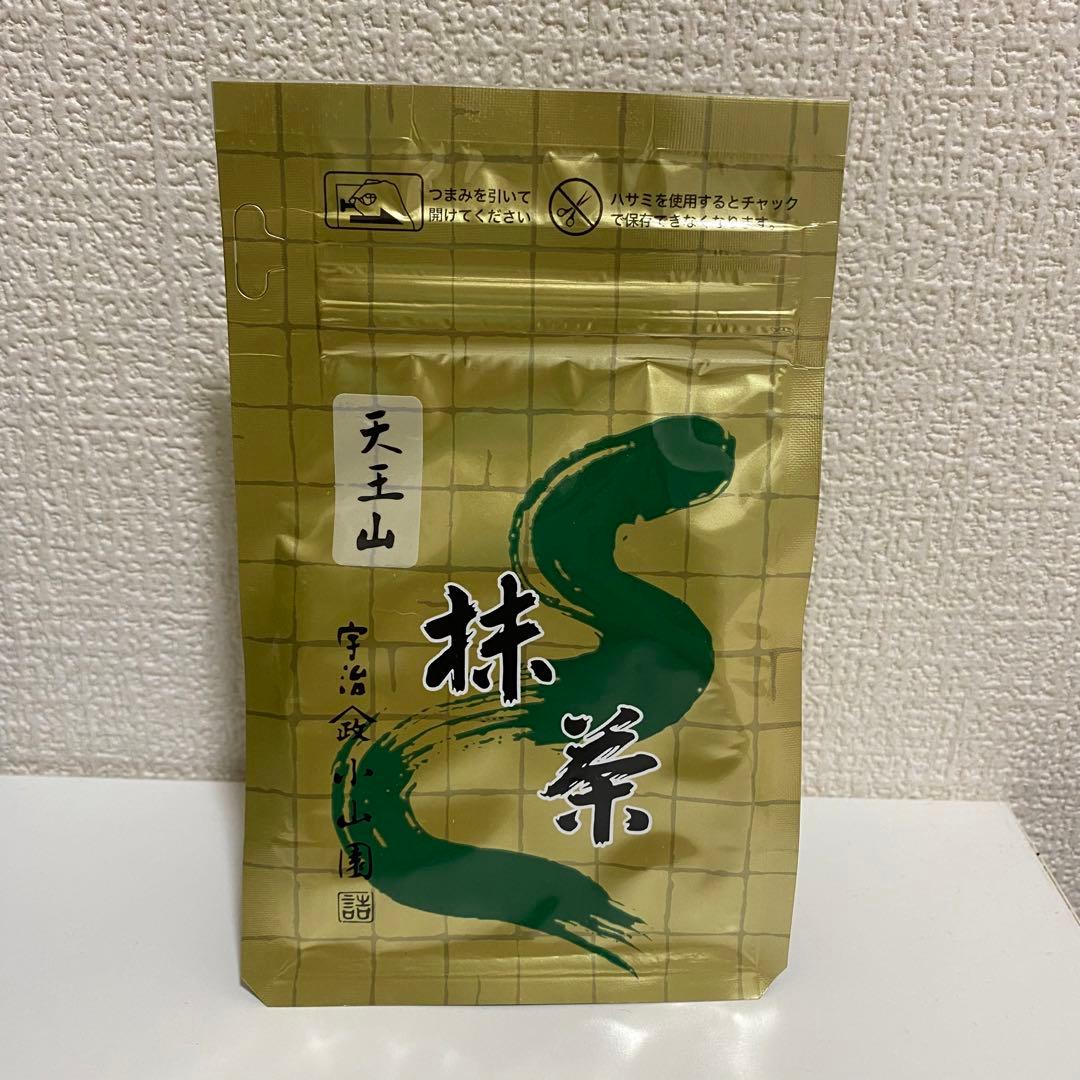 つまみを引いて
開けてください
ハサミを使用するとチャック
で保存できなくなります。
天王山
抹茶
宇治政小山園
詰